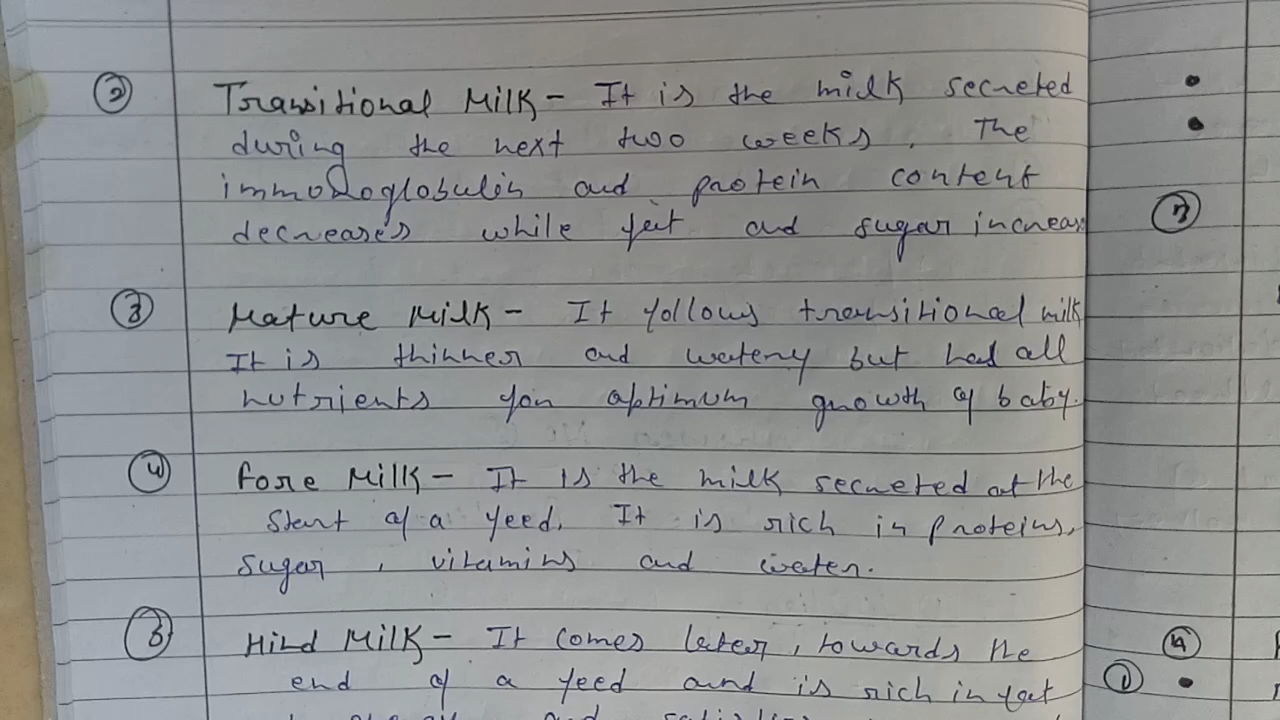 ② Transitional Milk - It is the milk secreted
during the next two weeks. The
immunoglobulin and protein content
decreases while fat and sugar increases
③ Mature Milk - It follows transitional milk
It is thinner and watery but had all
nutrients for optimum growth of baby.
④ Fore Milk - It is the milk secreted at the
start of a feed. It is rich in proteins,
sugar, vitamins and water.
⑤ Hind Milk - It comes later, towards the
end of a feed and is rich in fat
and